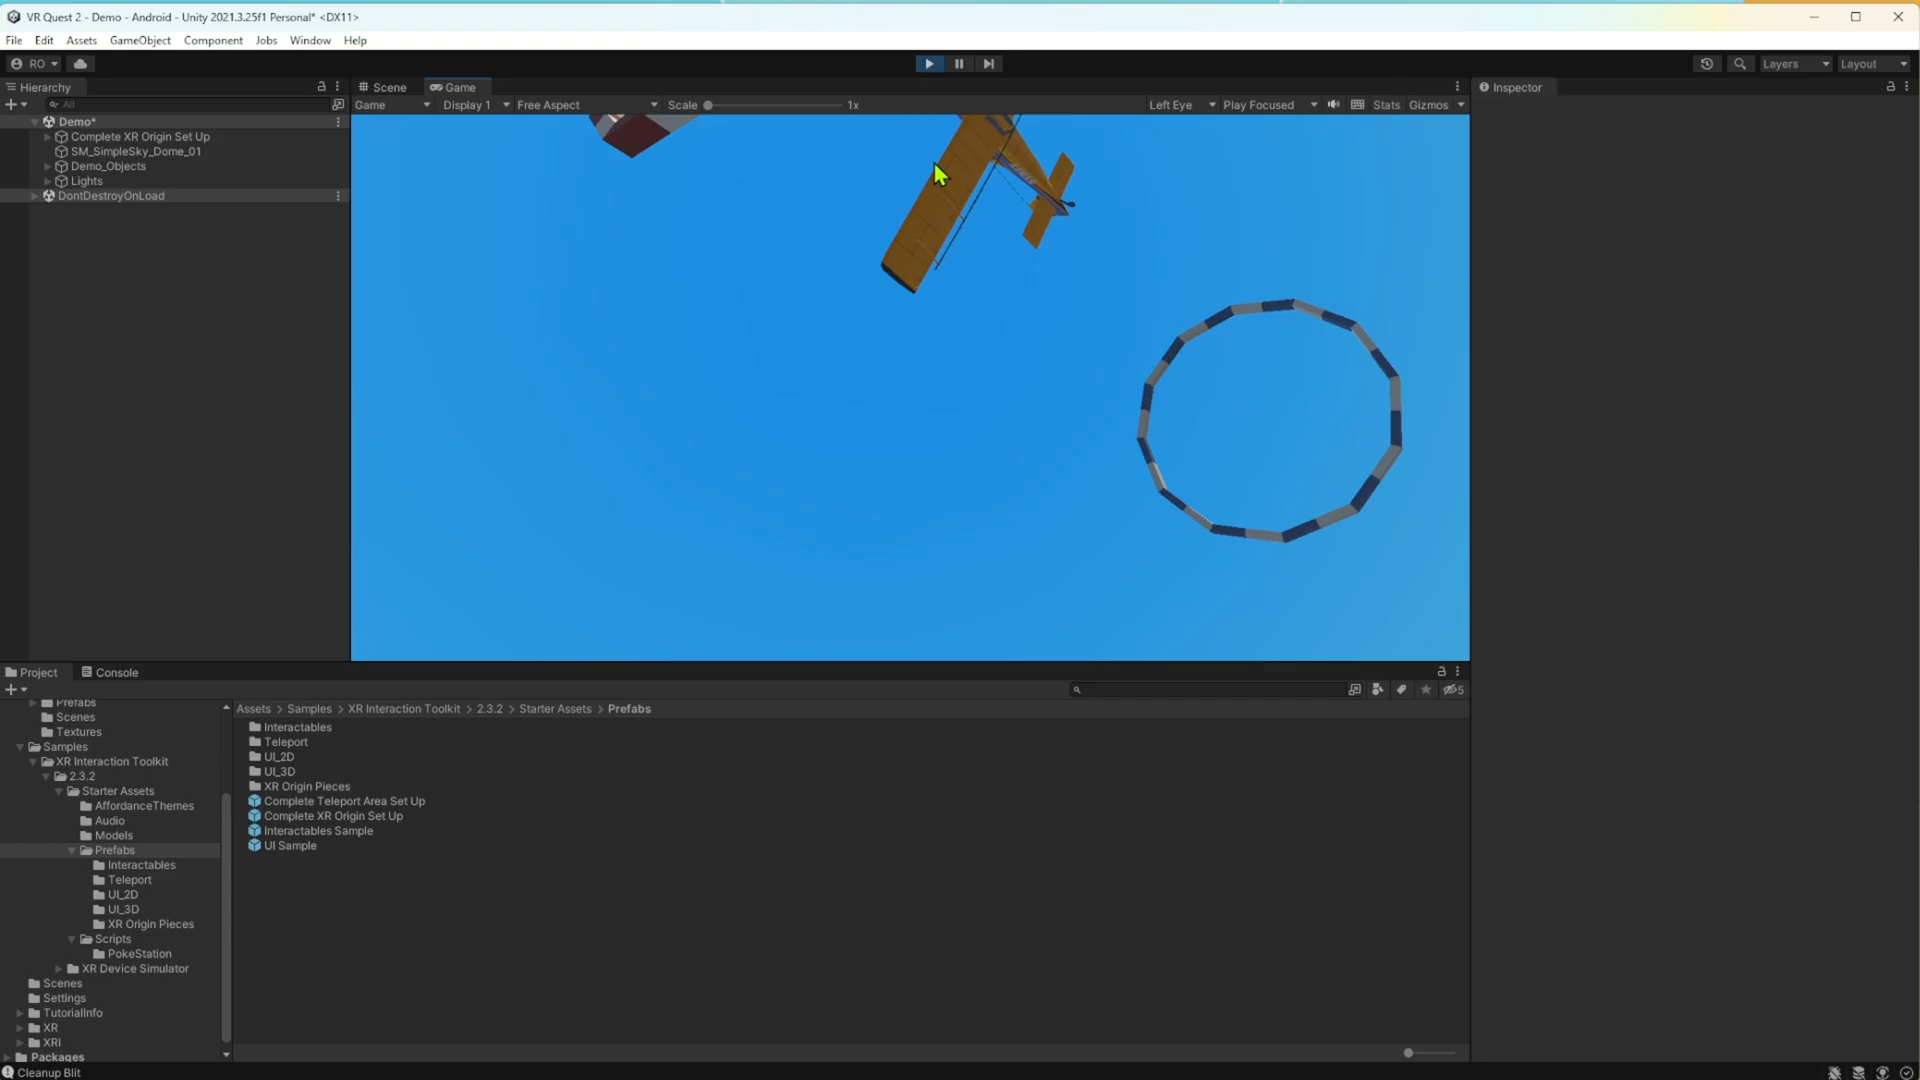 VR Quest 2 - Demo - Android - Unity 2021.3.25f1 Personal* <DX11>
File Edit Assets GameObject Component Jobs Window Help
RO Layers Layout
Hierarchy Scene Game Inspector
All Game Display 1 Free Aspect Scale 1x Left Eye Play Focused Stats Gizmos
Demo*
Complete XR Origin Set Up
SM_SimpleSky_Dome_01
Demo_Objects
Lights
DontDestroyOnLoad
Project Console
5
Prefabs
Scenes
Textures
Samples
XR Interaction Toolkit
2.3.2
Starter Assets
AffordanceThemes
Audio
Models
Prefabs
Interactables
Teleport
UI_2D
UI_3D
XR Origin Pieces
Scripts
PokeStation
XR Device Simulator
Scenes
Settings
TutorialInfo
XR
XRI
Packages
Assets > Samples > XR Interaction Toolkit > 2.3.2 > Starter Assets > Prefabs
Interactables
Teleport
UI_2D
UI_3D
XR Origin Pieces
Complete Teleport Area Set Up
Complete XR Origin Set Up
Interactables Sample
UI Sample
Cleanup Blit